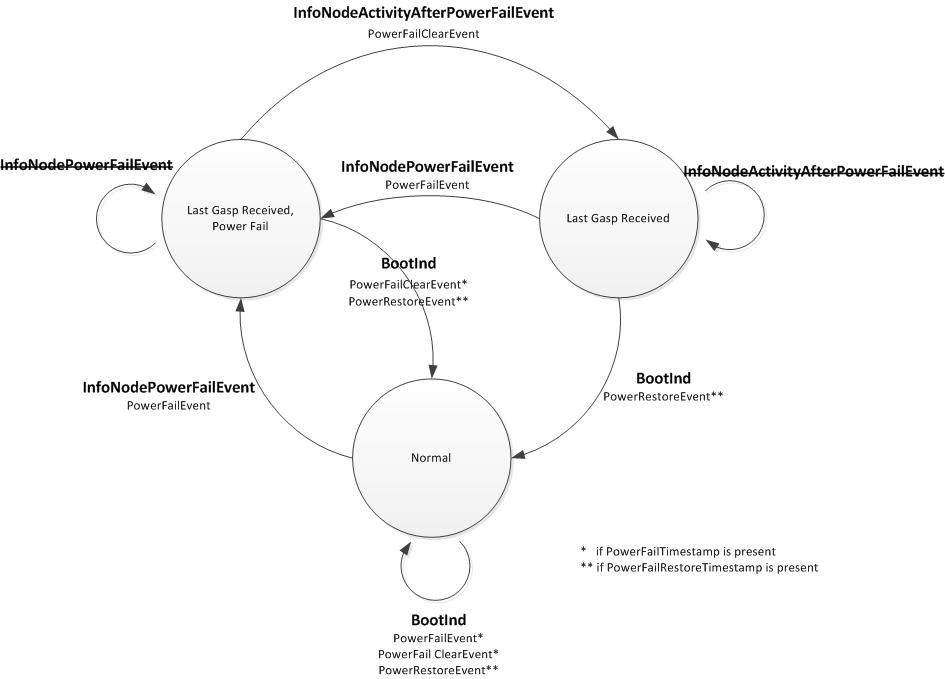 InfoNodeActivityAfterPowerFailEvent
PowerFailClearEvent
InfoNodePowerFailEvent
InfoNodePowerFailEvent
PowerFailEvent
InfoNodeActivityAfterPowerFailEvent
Last Gasp Received,
Power Fail
Last Gasp Received
BootInd
PowerFailClearEvent*
PowerRestoreEvent**
InfoNodePowerFailEvent
PowerFailEvent
BootInd
PowerRestoreEvent**
Normal
* if PowerFailTimestamp is present
** if PowerFailRestoreTimestamp is present
BootInd
PowerFailEvent*
PowerFail ClearEvent*
PowerRestoreEvent**